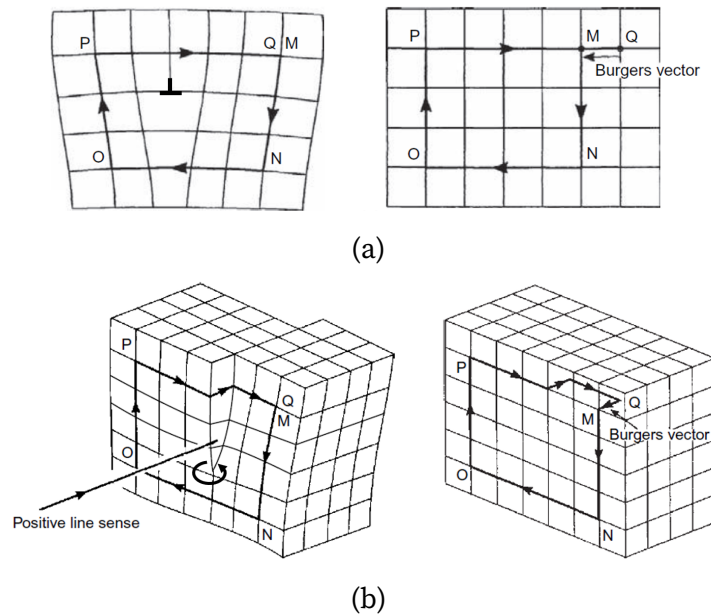 P
Q M
O
N
P
M Q
Burgers vector
O
N
(a)
P
Q
M
O
N
Positive line sense
P
Q
M
Burgers vector
O
N
(b)